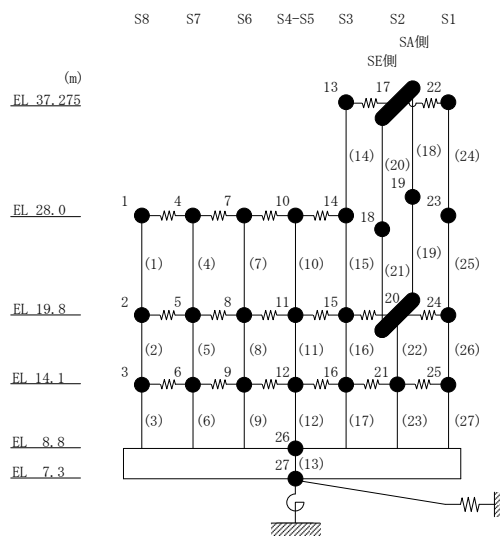 S8 S7 S6 S4-S5 S3 S2 S1
SA側
SE側
(m)
13 17 22
EL 37.275
(14) (20) (18) (24)
19
1 4 7 10 14 18 23
EL 28.0
(1) (4) (7) (10) (15) (21) (19) (25)
2 5 8 11 15 20 24
EL 19.8
(2) (5) (8) (11) (16) (22) (26)
3 6 9 12 16 21 25
EL 14.1
(3) (6) (9) (12) (17) (23) (27)
26
EL 8.8
27 (13)
EL 7.3